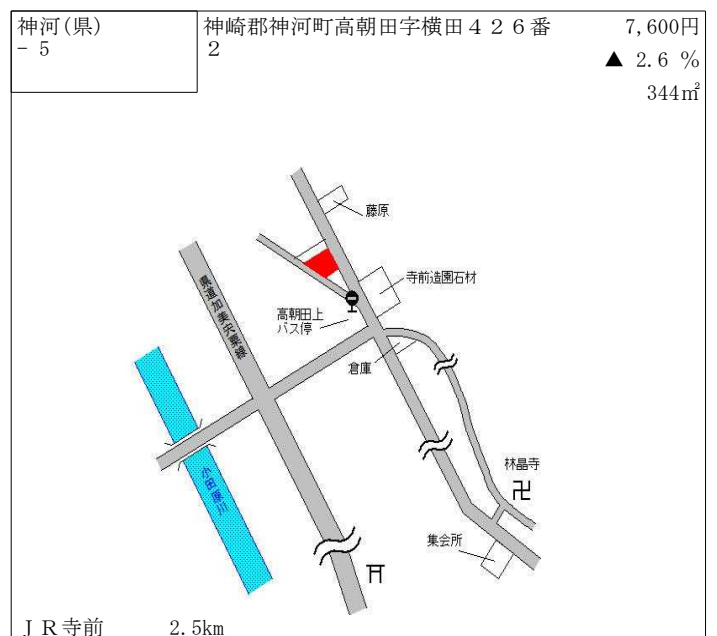 神河(県)
- 5
神崎郡神河町高朝田字横田４２６番
２
7,600円
▲ 2.6 %
344㎡
藤原
寺前造園石材
高朝田上
バス停
県道加美宍粟線
倉庫
林晶寺
卍
小田原川
集会所
ＪＲ寺前 2.5km